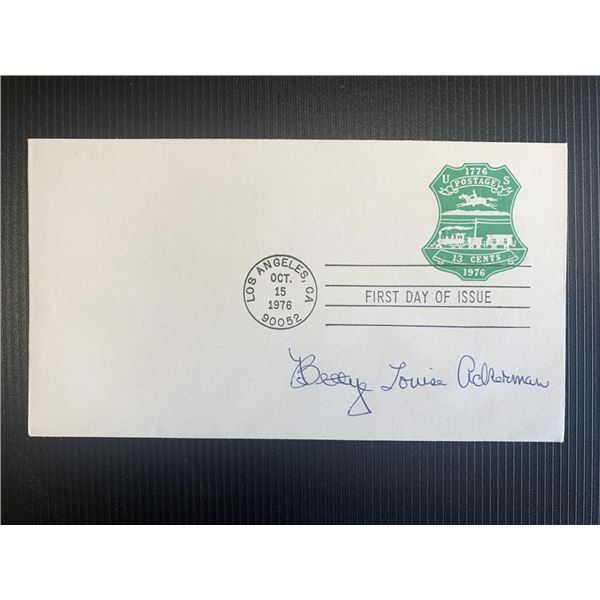 1776
U S
POSTAGE
13 CENTS
1976
LOS ANGELES, CA
OCT.
15
1976
90052
FIRST DAY OF ISSUE
Betty Louise Ackerman